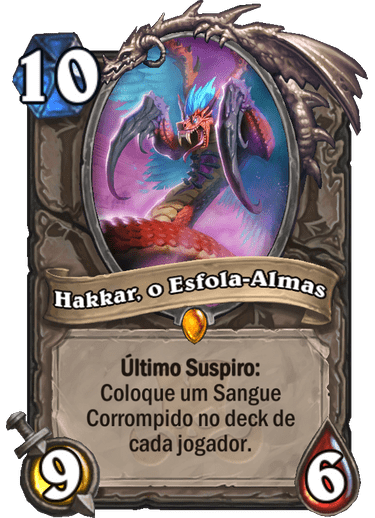 10
Hakkar, o Esfola-Almas
Último Suspiro:
Coloque um Sangue
Corrompido no deck de
cada jogador.
9
6